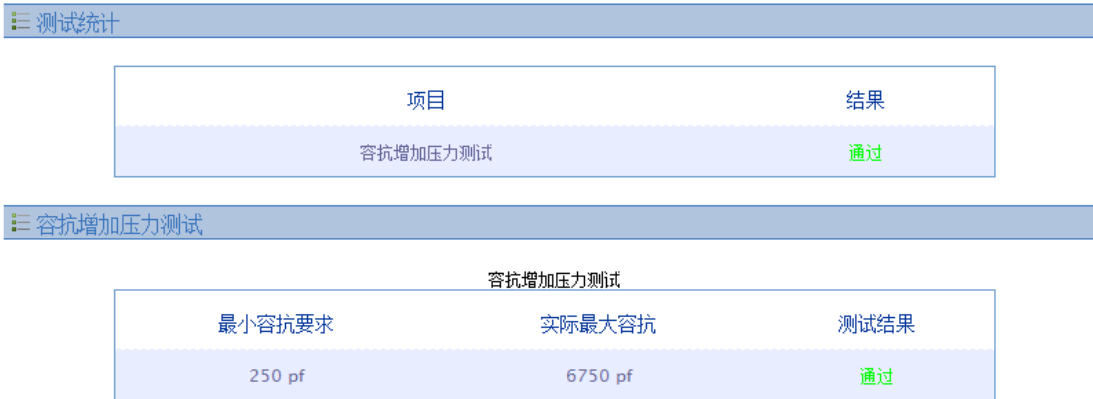 测试统计
项目 结果
容抗增加压力测试 通过
容抗增加压力测试
容抗增加压力测试
最小容抗要求 实际最大容抗 测试结果
250 pf 6750 pf 通过